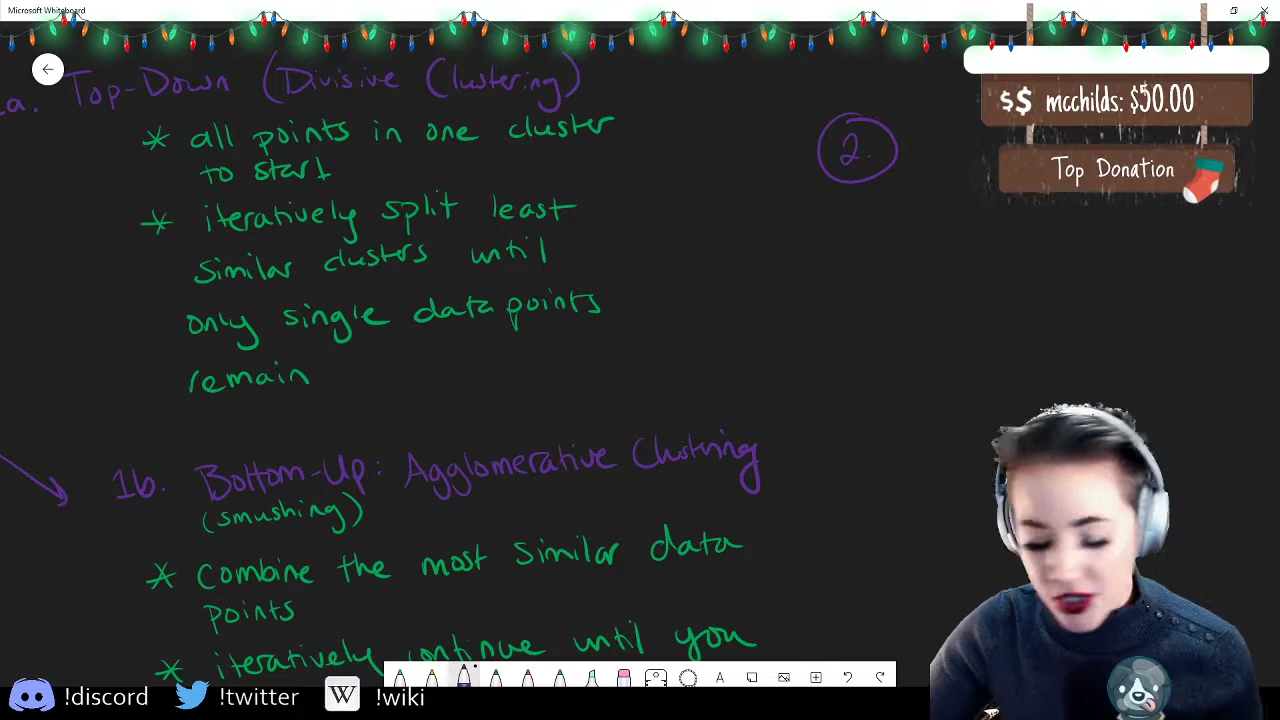 Microsoft Whiteboard
a. Top-Down (Divisive Clustering)
* all points in one cluster
to start
* iteratively split least
similar clusters until
only single data points
remain
1b. Bottom-Up: Agglomerative Clustering
(smushing)
* Combine the most similar data
points
* iteratively continue until you
2.
$$ mcchilds: $50.00
Top Donation
!discord
!twitter
W !wiki
A